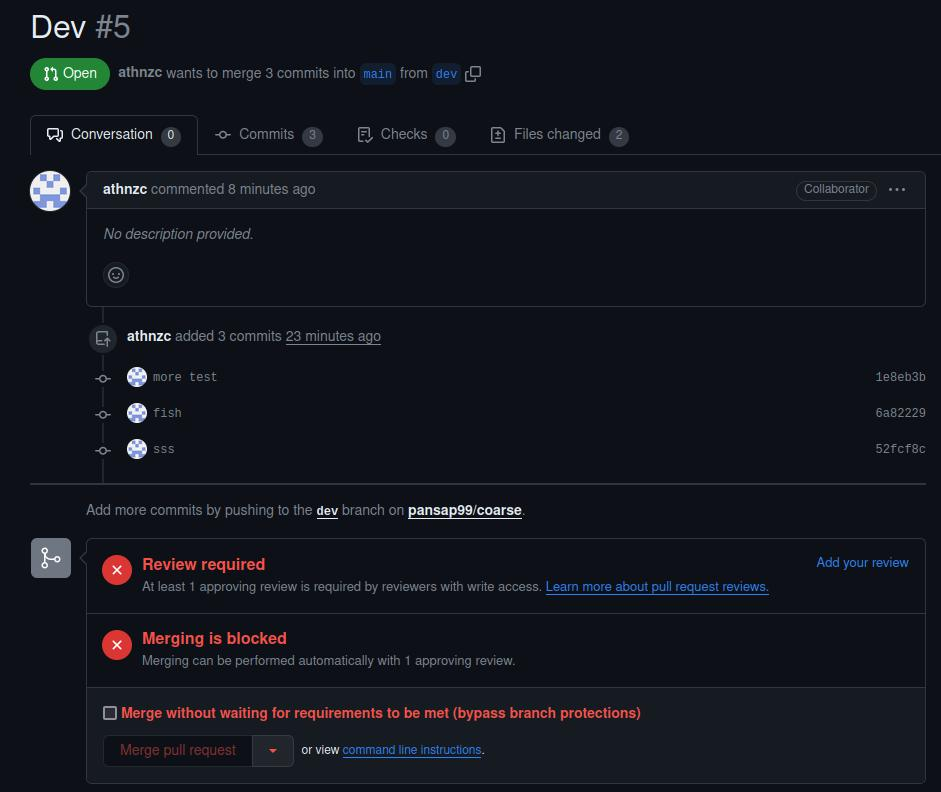 Dev #5
Open athnzc wants to merge 3 commits into main from dev
Conversation 0 Commits 3 Checks 0 Files changed 2
athnzc commented 8 minutes ago Collaborator
No description provided.
athnzc added 3 commits 23 minutes ago
more test 1e8eb3b
fish 6a82229
sss 52fcf8c
Add more commits by pushing to the dev branch on pansap99/coarse.
Review required Add your review
At least 1 approving review is required by reviewers with write access. Learn more about pull request reviews.
Merging is blocked
Merging can be performed automatically with 1 approving review.
Merge without waiting for requirements to be met (bypass branch protections)
Merge pull request or view command line instructions.